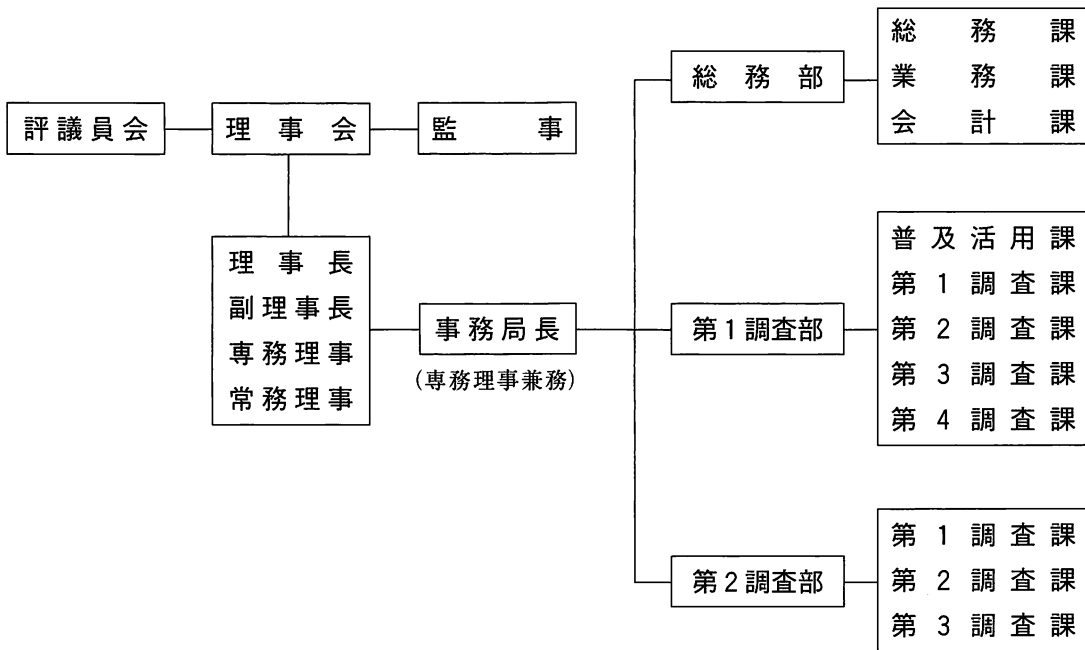 評議員会
理事会
監事
理事長
副理事長
専務理事
常務理事
事務局長
(専務理事兼務)
総務部
総務課
業務課
会計課
第1調査部
普及活用課
第1調査課
第2調査課
第3調査課
第4調査課
第2調査部
第1調査課
第2調査課
第3調査課